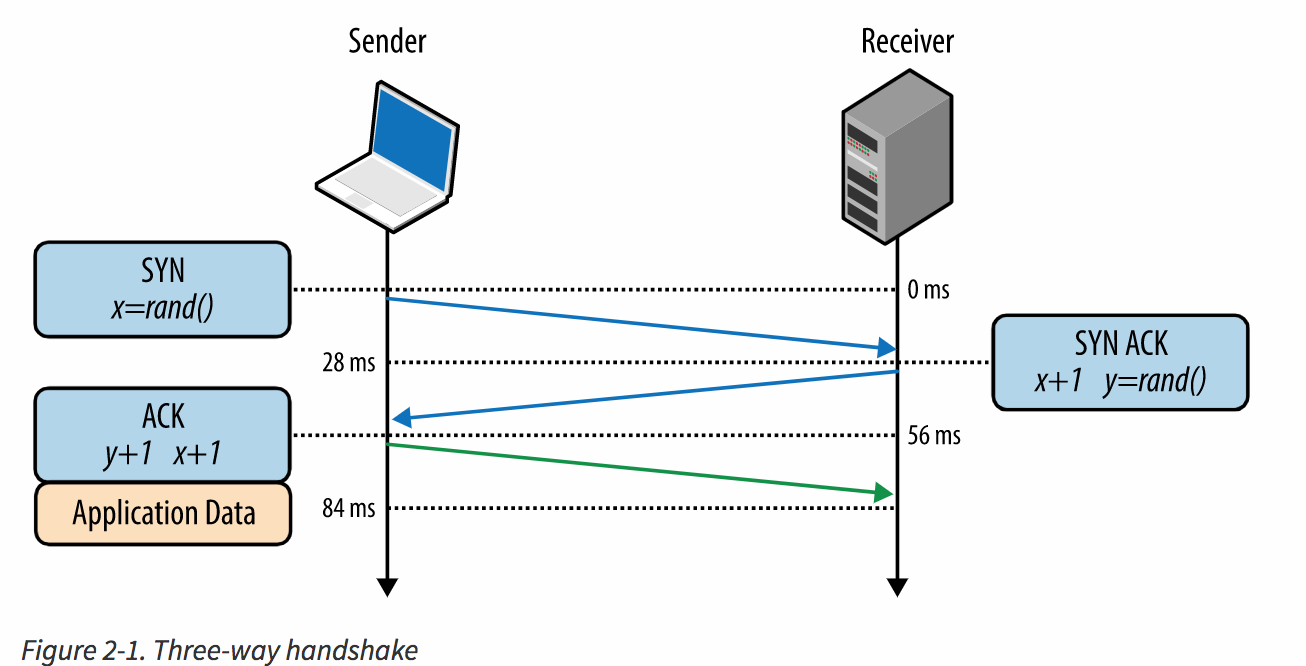 Sender
Receiver
SYN
x=rand()
0 ms
28 ms
SYN ACK
x+1 y=rand()
ACK
y+1 x+1
56 ms
Application Data
84 ms
Figure 2-1. Three-way handshake